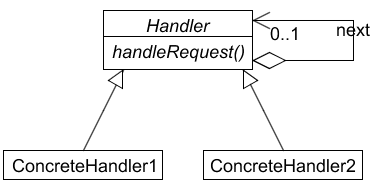 Handler
handleRequest()
0..1
next
ConcreteHandler1
ConcreteHandler2